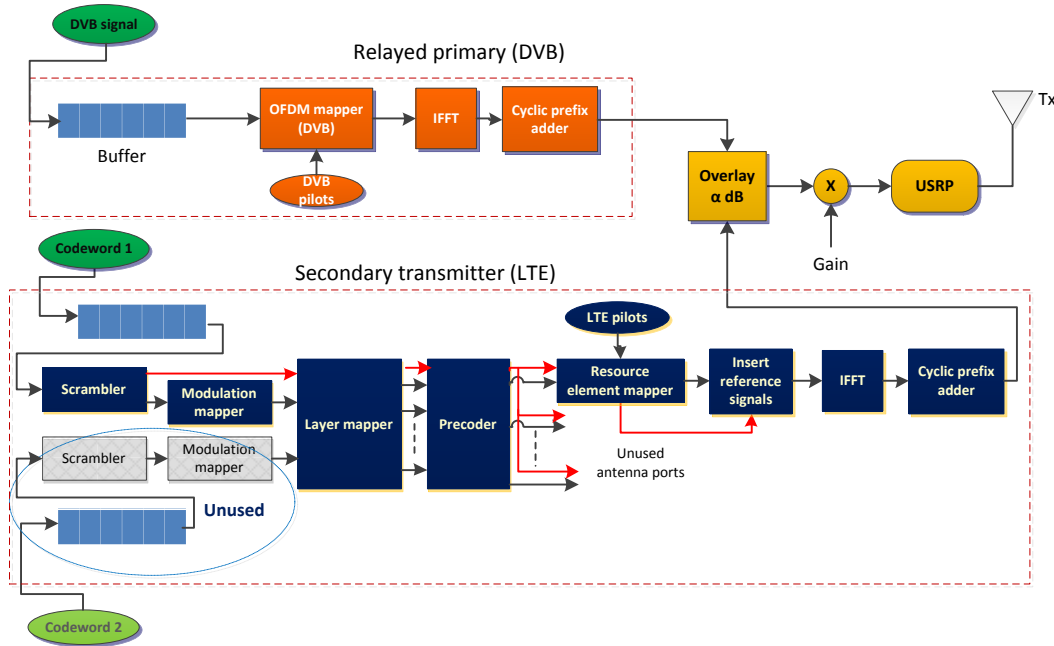 DVB signal
Relayed primary (DVB)
Buffer
OFDM mapper
(DVB)
IFFT
Cyclic prefix
adder
DVB
pilots
Overlay
α dB
X
Gain
USRP
Tx
Codeword 1
Secondary transmitter (LTE)
LTE pilots
Scrambler
Modulation
mapper
Layer mapper
Precoder
Resource
element mapper
Insert
reference
signals
IFFT
Cyclic prefix
adder
Scrambler
Modulation
mapper
Unused
antenna ports
Unused
Codeword 2